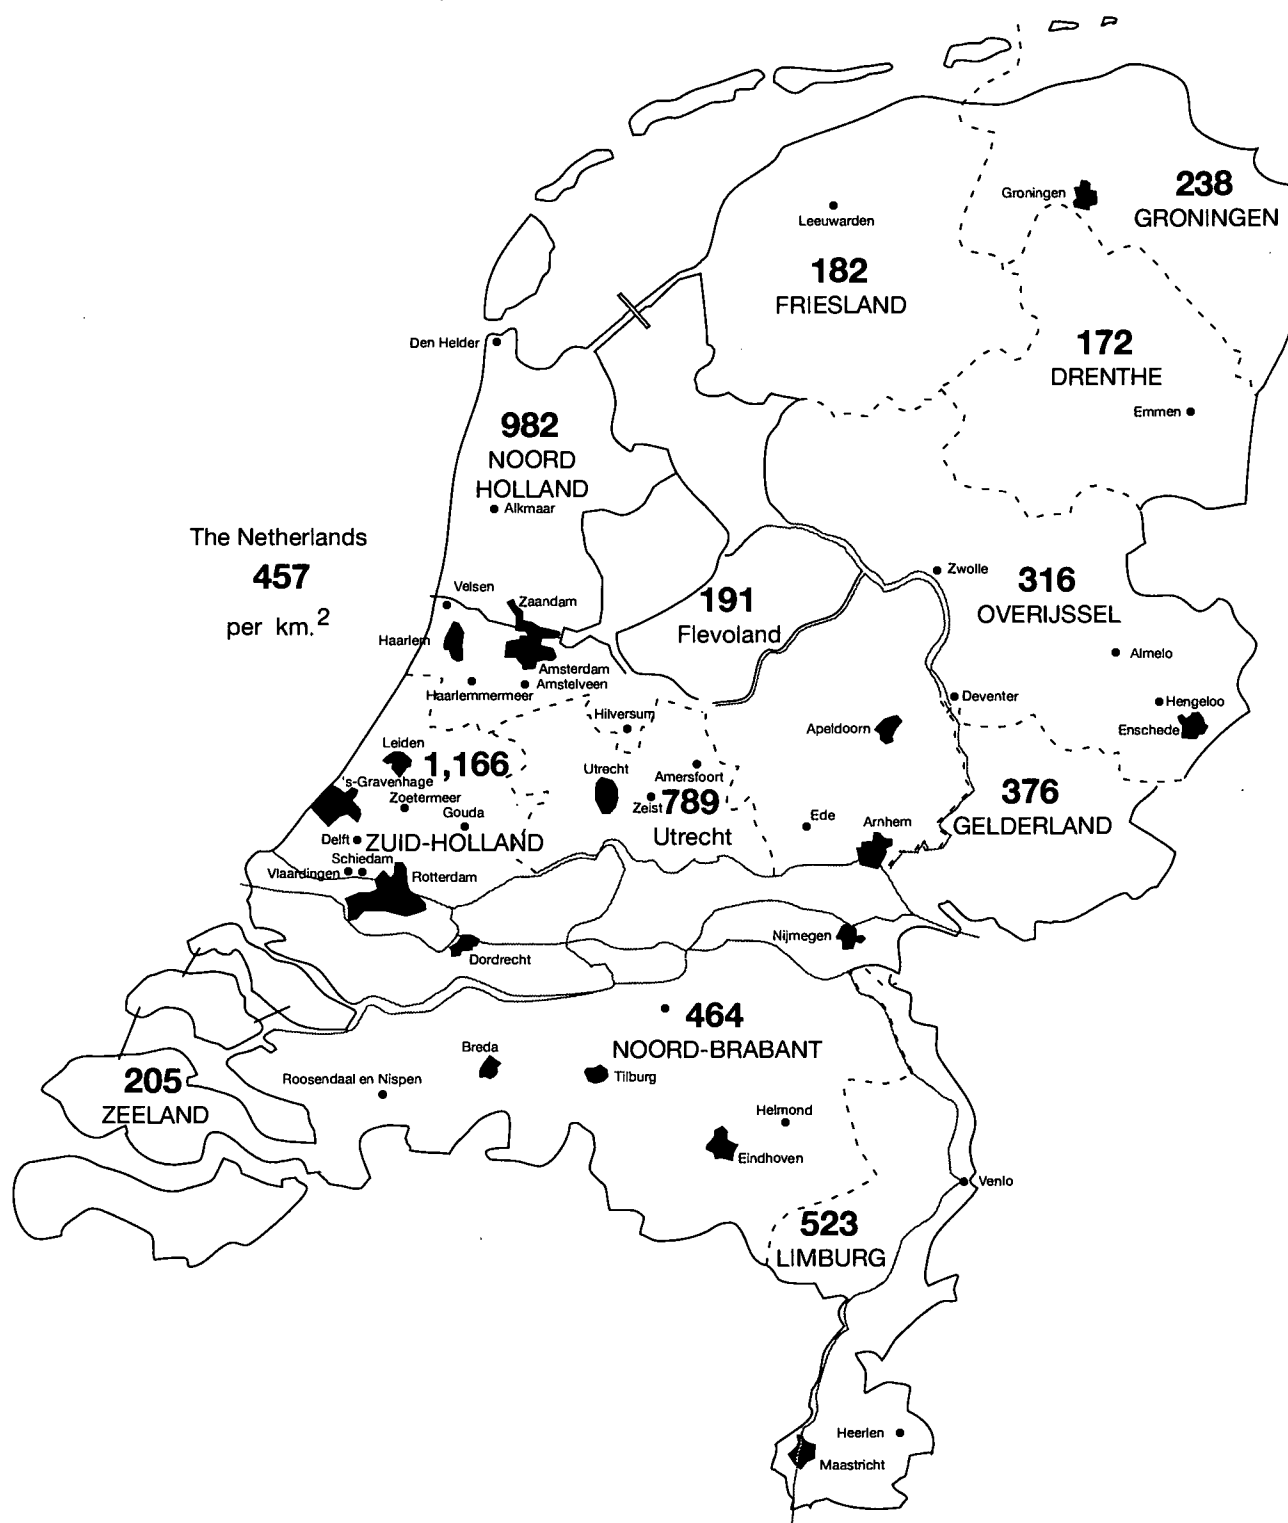 Groningen
238
GRONINGEN
Leeuwarden
182
FRIESLAND
172
DRENTHE
Emmen
Den Helder
982
NOORD
HOLLAND
Alkmaar
The Netherlands
457
per km.2
Zwolle
316
OVERIJSSEL
191
Flevoland
Velsen
Zaandam
Haarlem
Amsterdam
Amstelveen
Haarlemmermeer
Almelo
Deventer
Hengeloo
Enschede
Hilversum
Apeldoorn
Leiden
1,166
's-Gravenhage
Zoetermeer
Gouda
Delft
ZUID-HOLLAND
Utrecht
Amersfoort
Zeist
789
Utrecht
Ede
Arnhem
376
GELDERLAND
Schiedam
Vlaardingen
Rotterdam
Dordrecht
Nijmegen
464
NOORD-BRABANT
Breda
Tilburg
Roosendaal en Nispen
205
ZEELAND
Helmond
Eindhoven
Venlo
523
LIMBURG
Heerlen
Maastricht